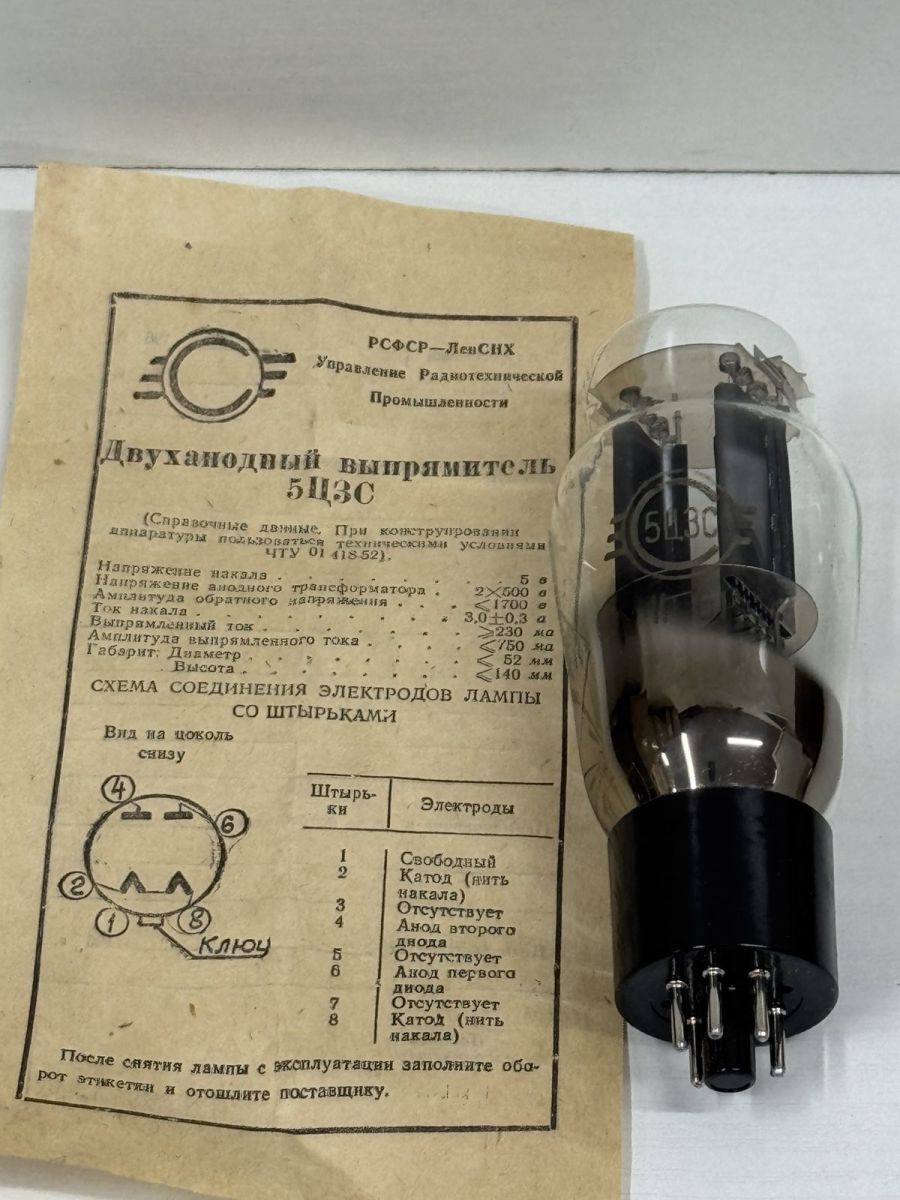 РСФСР—ЛенСНХ
Управление Радиотехнической
Промышленности
Двуханодный выпрямитель
5Ц3С
(Справочные данные. При конструировании
аппаратуры пользоваться техническими условиями
ЧТУ 01 418-52).
Напряжение накала . . . . . . . . . 5 в
Напряжение анодного трансформатора . . 2×500 в
Амплитуда обратного напряжения . . . ≤1700 в
Ток накала . . . . . . . . . 3,0±0,3 а
Выпрямленный ток . . . . . . . ≥230 ма
Амплитуда выпрямленного тока . . . . ≤750 ма
Габарит: Диаметр . . . . . . . ≤ 52 мм
Высота . . . . . . . ≤140 мм
СХЕМА СОЕДИНЕНИЯ ЭЛЕКТРОДОВ ЛАМПЫ
СО ШТЫРЬКАМИ
Вид на цоколь
снизу
4
6
2
1
8
Ключ
Штырь-
ки
Электроды
1 Свободный
2 Катод (нить
накала)
3 Отсутствует
4 Анод второго
диода
5 Отсутствует
6 Анод первого
диода
7 Отсутствует
8 Катод (нить
накала)
После снятия лампы с эксплуатации заполните обо-
рот этикетки и отошлите поставщику.
5Ц3С